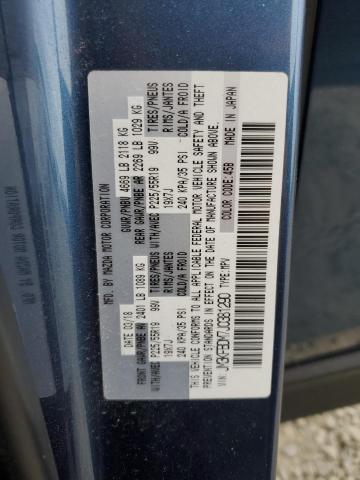 MFD. BY: MAZDA MOTOR CORPORATION
DATE: 03/18 GVWR/PNBV 4669 LB 2118 KG
FRONT GAWR/PNBE AV 2401 LB 1089 KG REAR GAWR/PNBE AR 2269 LB 1029 KG
WITH/AVEC P225/55R19 99V TIRES/PNEUS WITH/AVEC P225/55R19 99V TIRES/PNEUS
19X7J RIMS/JANTES 19X7J RIMS/JANTES
240 KPA/35 PSI COLD/A FROID 240 KPA/35 PSI COLD/A FROID
THIS VEHICLE CONFORMS TO ALL APPLICABLE FEDERAL MOTOR VEHICLE SAFETY AND THEFT
PREVENTION STANDARDS IN EFFECT ON THE DATE OF MANUFACTURE SHOWN ABOVE.
TYPE: MPV COLOR CODE:45B MADE IN JAPAN